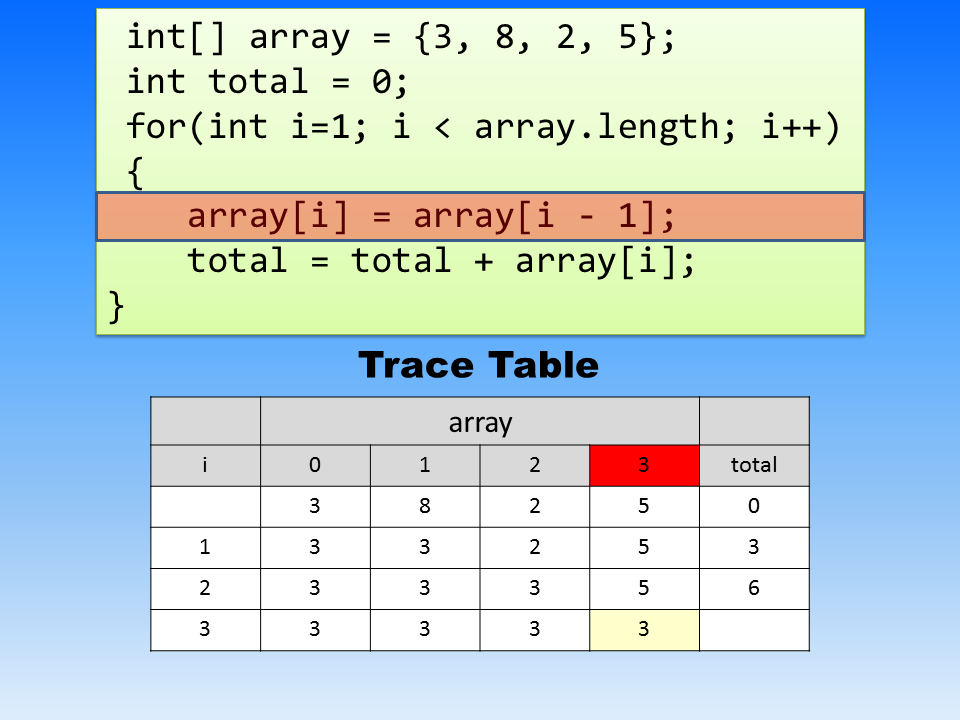 int[] array = {3, 8, 2, 5};
int total = 0;
for(int i=1; i < array.length; i++)
{
array[i] = array[i - 1];
total = total + array[i];
}
Trace Table
array
i 0 1 2 3 total
3 8 2 5 0
1 3 3 2 5 3
2 3 3 3 5 6
3 3 3 3 3